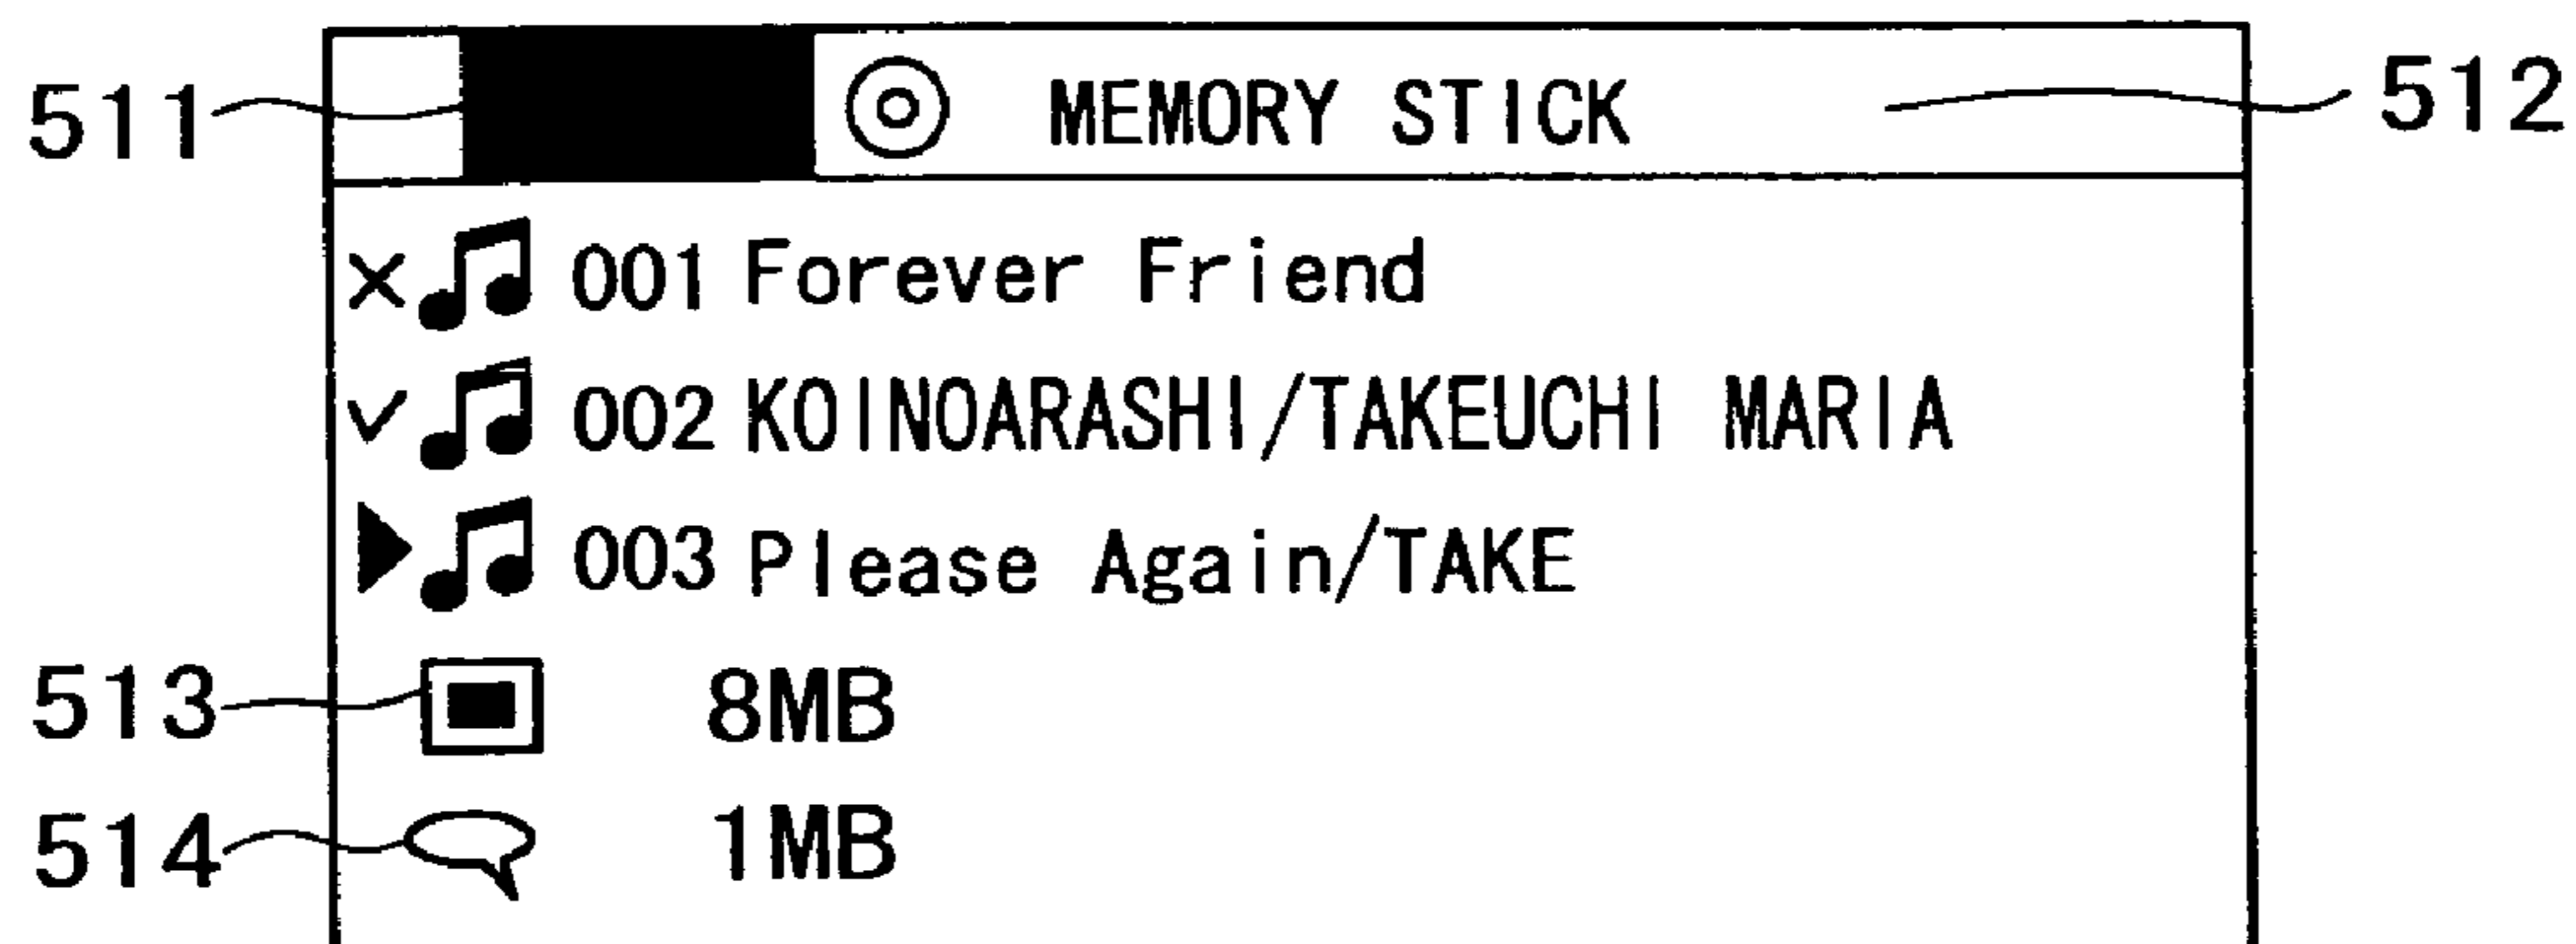 511 MEMORY STICK 512
× 001 Forever Friend
✓ 002 KOINOARASHI/TAKEUCHI MARIA
▶ 003 Please Again/TAKE
513 8MB
514 1MB